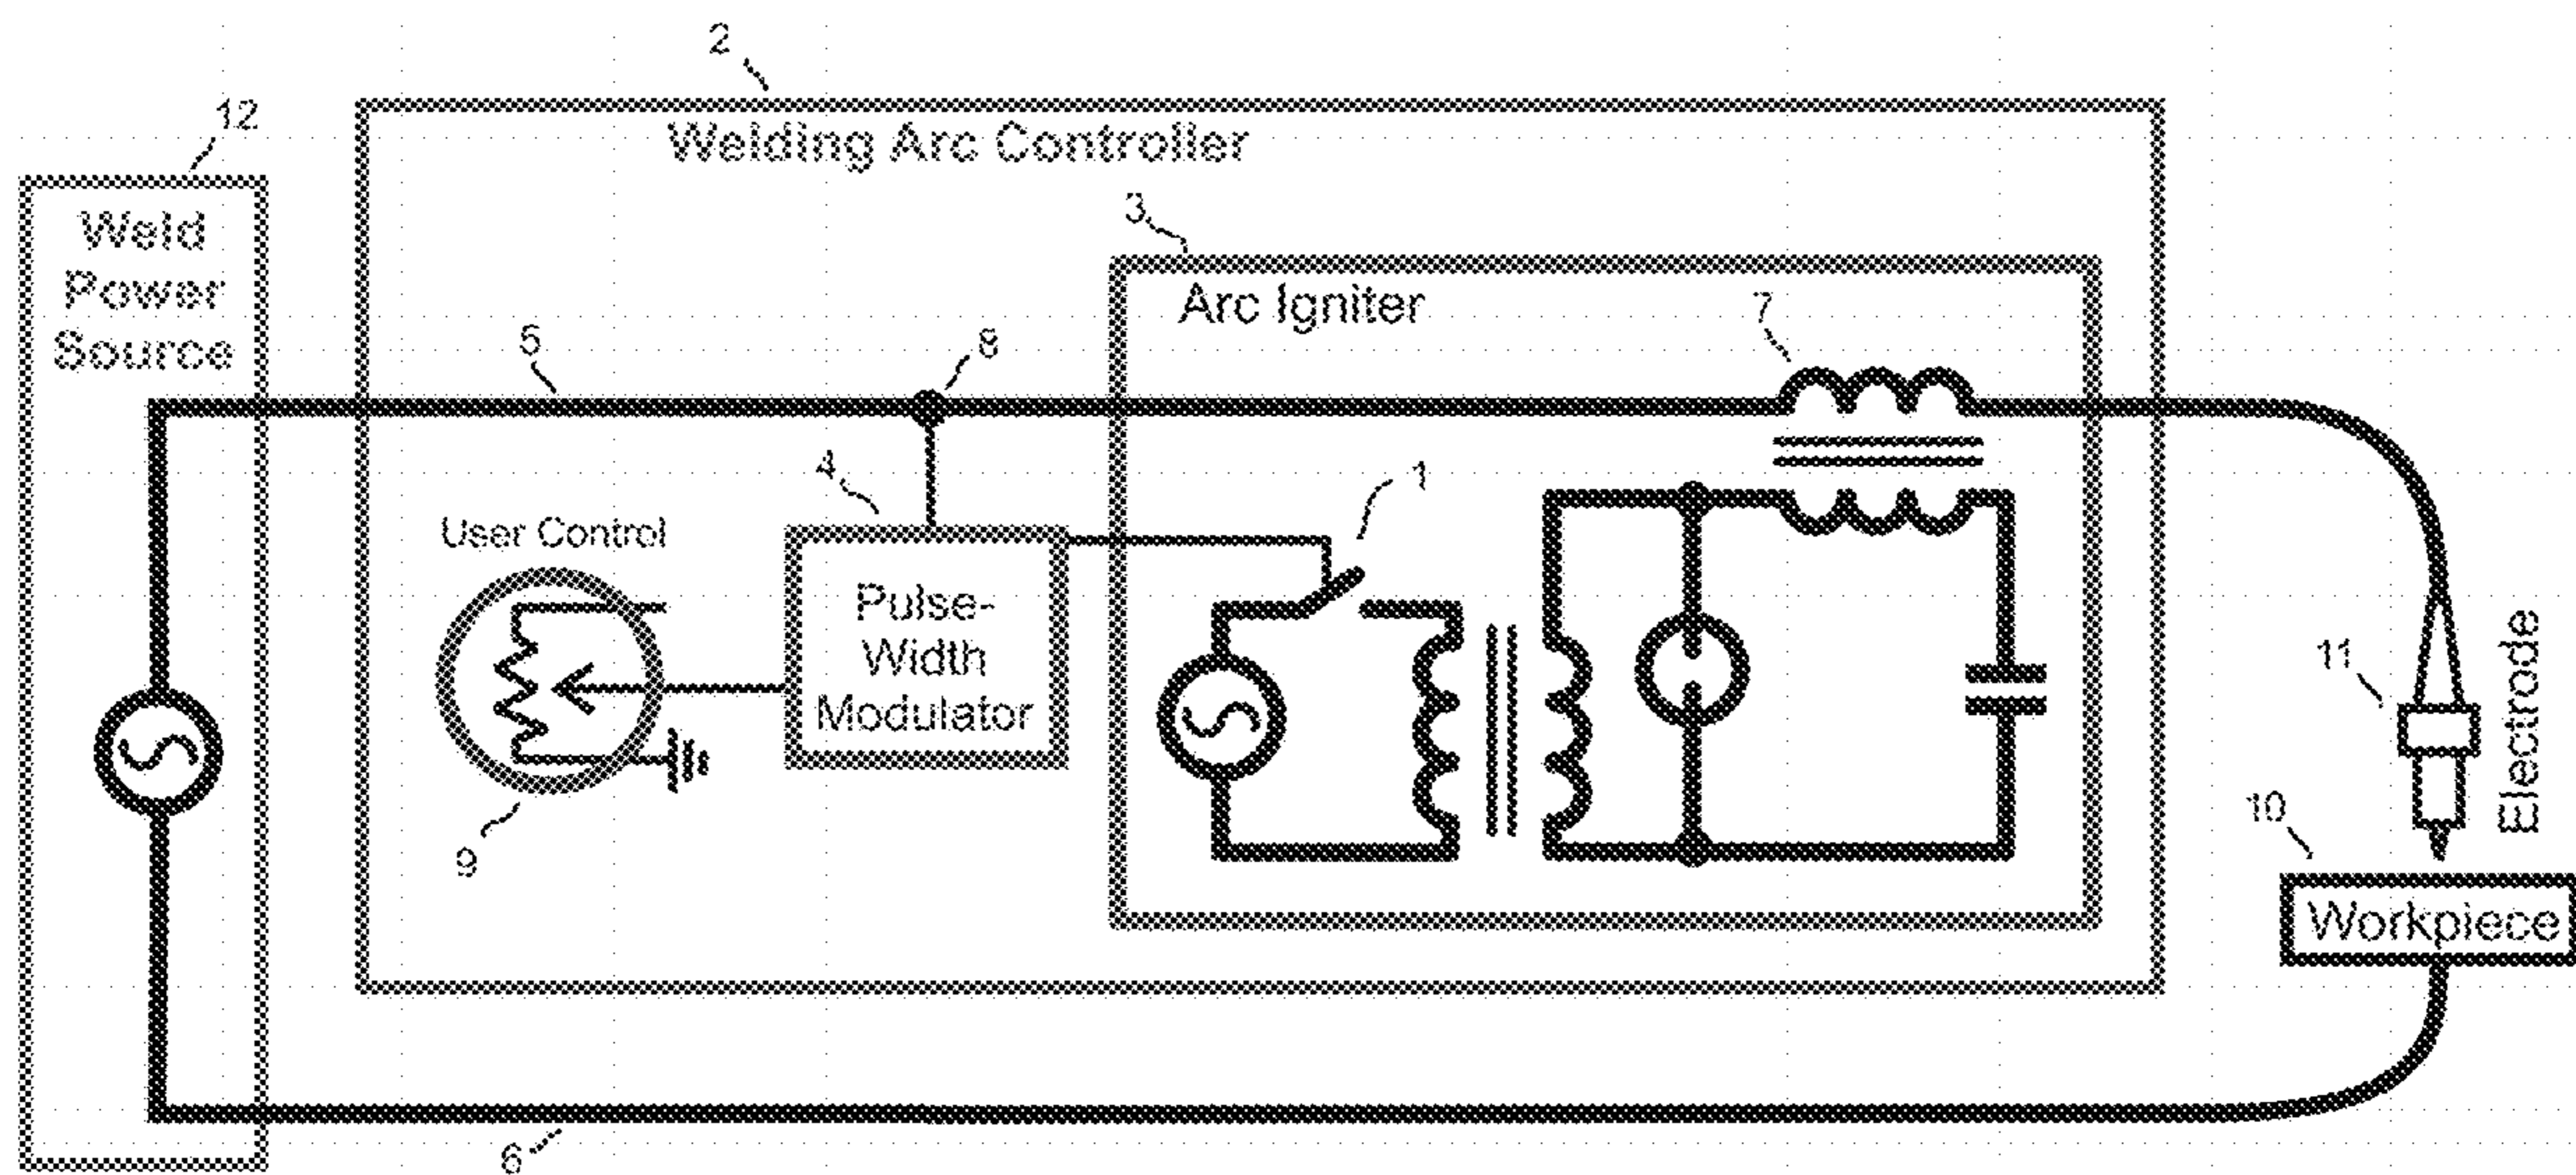 2
12
Welding Arc Controller
Weld
Power
Source
3
Arc Igniter
7
5
8
4
1
User Control
Pulse-
Width
Modulator
9
11
Electrode
10
Workpiece
6